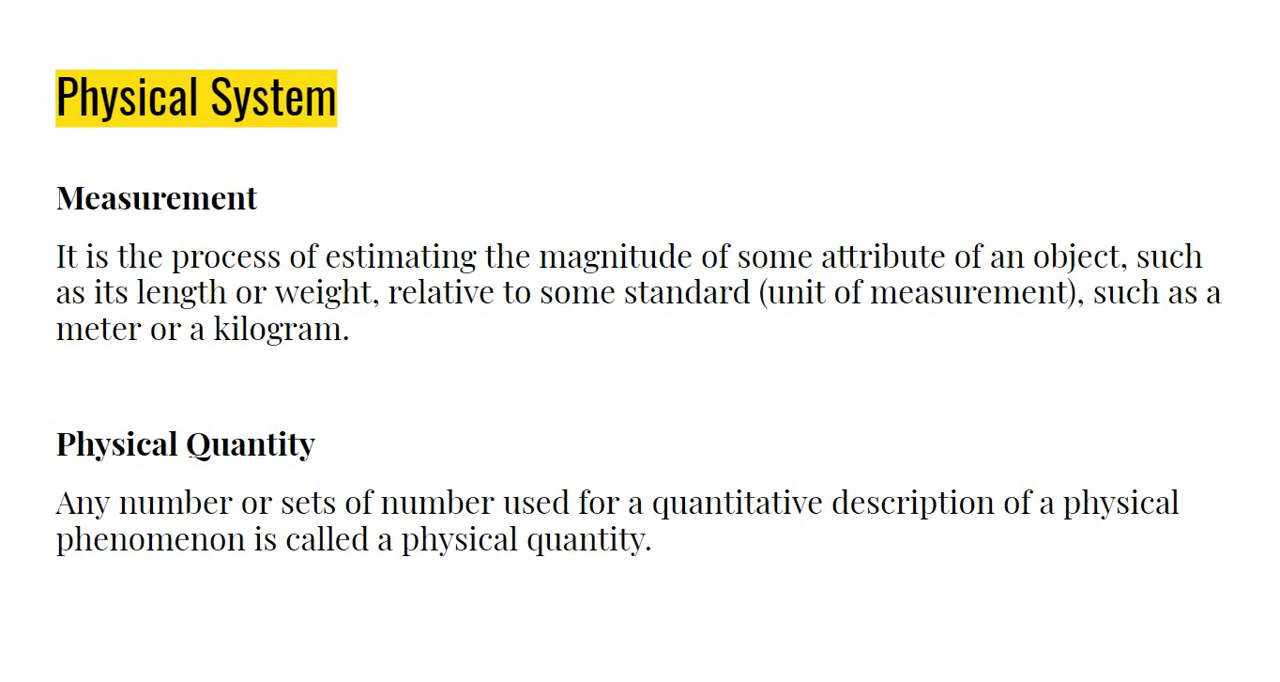 Physical System
Measurement
It is the process of estimating the magnitude of some attribute of an object, such
as its length or weight, relative to some standard (unit of measurement), such as a
meter or a kilogram.
Physical Quantity
Any number or sets of number used for a quantitative description of a physical
phenomenon is called a physical quantity.